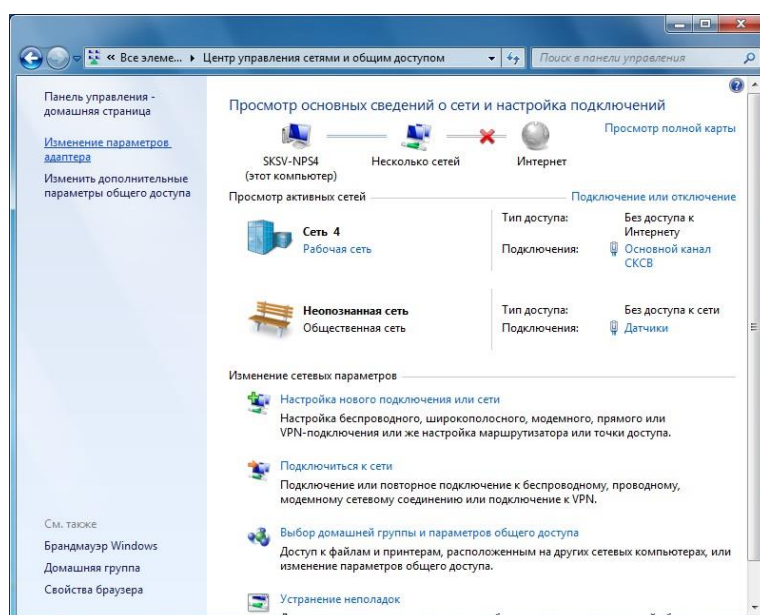 « Все элеме... ▸ Центр управления сетями и общим доступом
Поиск в панели управления
Панель управления -
домашняя страница
Изменение параметров
адаптера
Изменить дополнительные
параметры общего доступа
Просмотр основных сведений о сети и настройка подключений
Просмотр полной карты
SKSV-NPS4
(этот компьютер)
Несколько сетей
Интернет
Просмотр активных сетей
Подключение или отключение
Сеть 4
Рабочая сеть
Тип доступа: Без доступа к
Интернету
Подключения: Основной канал
СКСВ
Неопознанная сеть
Общественная сеть
Тип доступа: Без доступа к сети
Подключения: Датчики
Изменение сетевых параметров
Настройка нового подключения или сети
Настройка беспроводного, широкополосного, модемного, прямого или
VPN-подключения или же настройка маршрутизатора или точки доступа.
Подключиться к сети
Подключение или повторное подключение к беспроводному, проводному,
модемному сетевому соединению или подключение к VPN.
Выбор домашней группы и параметров общего доступа
Доступ к файлам и принтерам, расположенным на других сетевых компьютерах, или
изменение параметров общего доступа.
Устранение неполадок
См. также
Брандмауэр Windows
Домашняя группа
Свойства браузера